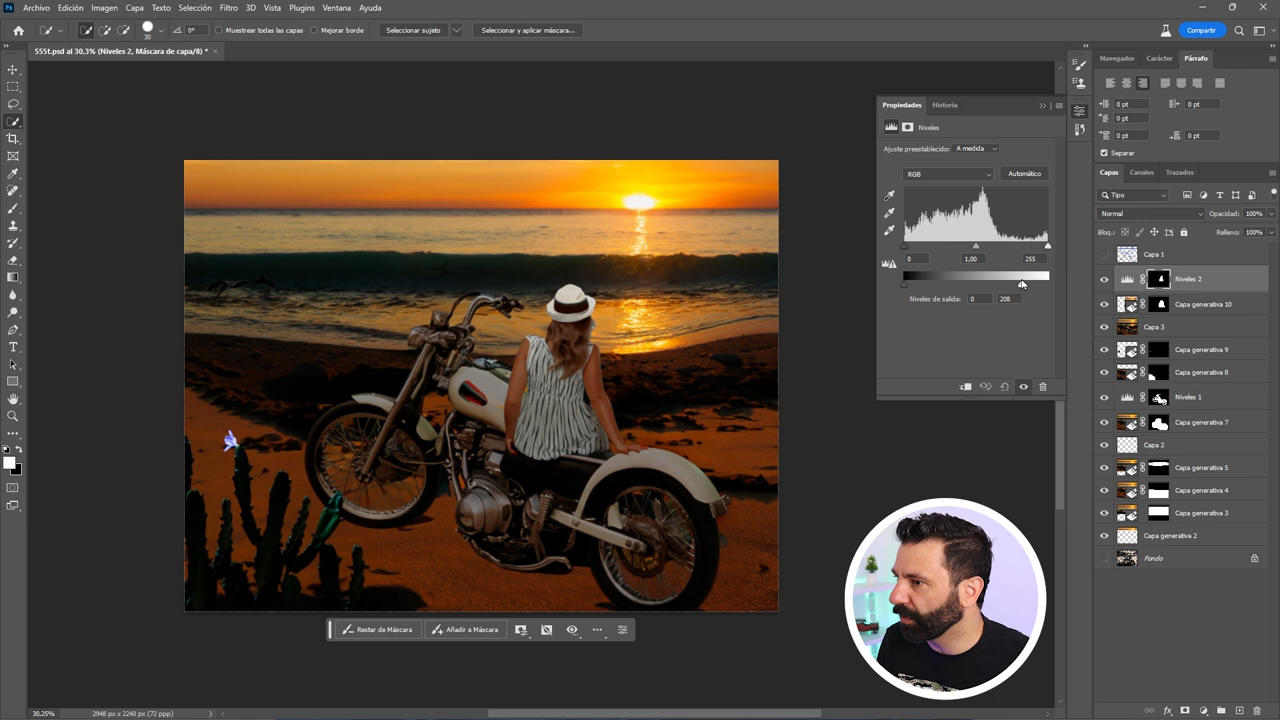 Ps Archivo Edición Imagen Capa Texto Selección Filtro 3D Vista Plugins Ventana Ayuda
30 0° Muestrear todas las capas Mejorar borde Seleccionar sujeto Seleccionar y aplicar máscara... Compartir
555t.psd al 30,3% (Niveles 2, Máscara de capa/8) *
Navegador Carácter Párrafo
0 pt 0 pt
0 pt
0 pt 0 pt
Separar
Propiedades Historia
Niveles
Ajuste preestablecido: A medida
RGB Automático
0 1,00 255
Niveles de salida: 0 208
Capas Canales Trazados
Tipo
Normal Opacidad: 100%
Bloq.: Relleno: 100%
Capa 1
Niveles 2
Capa generativa 10
Capa 3
Capa generativa 9
Capa generativa 8
Niveles 1
Capa generativa 7
Capa 2
Capa generativa 5
Capa generativa 4
Capa generativa 3
Capa generativa 2
Fondo
Restar de Máscara Añadir a Máscara
30,25% 2948 px x 2240 px (72 ppp)